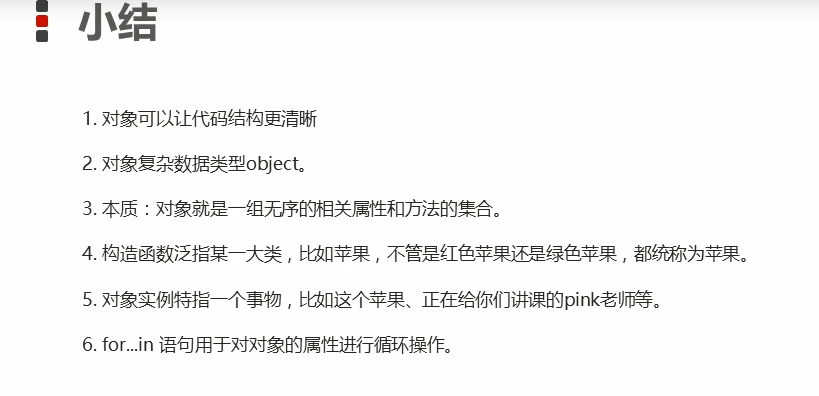 小结
1. 对象可以让代码结构更清晰
2. 对象复杂数据类型object。
3. 本质：对象就是一组无序的相关属性和方法的集合。
4. 构造函数泛指某一大类，比如苹果，不管是红色苹果还是绿色苹果，都统称为苹果。
5. 对象实例特指一个事物，比如这个苹果、正在给你们讲课的pink老师等。
6. for...in 语句用于对对象的属性进行循环操作。